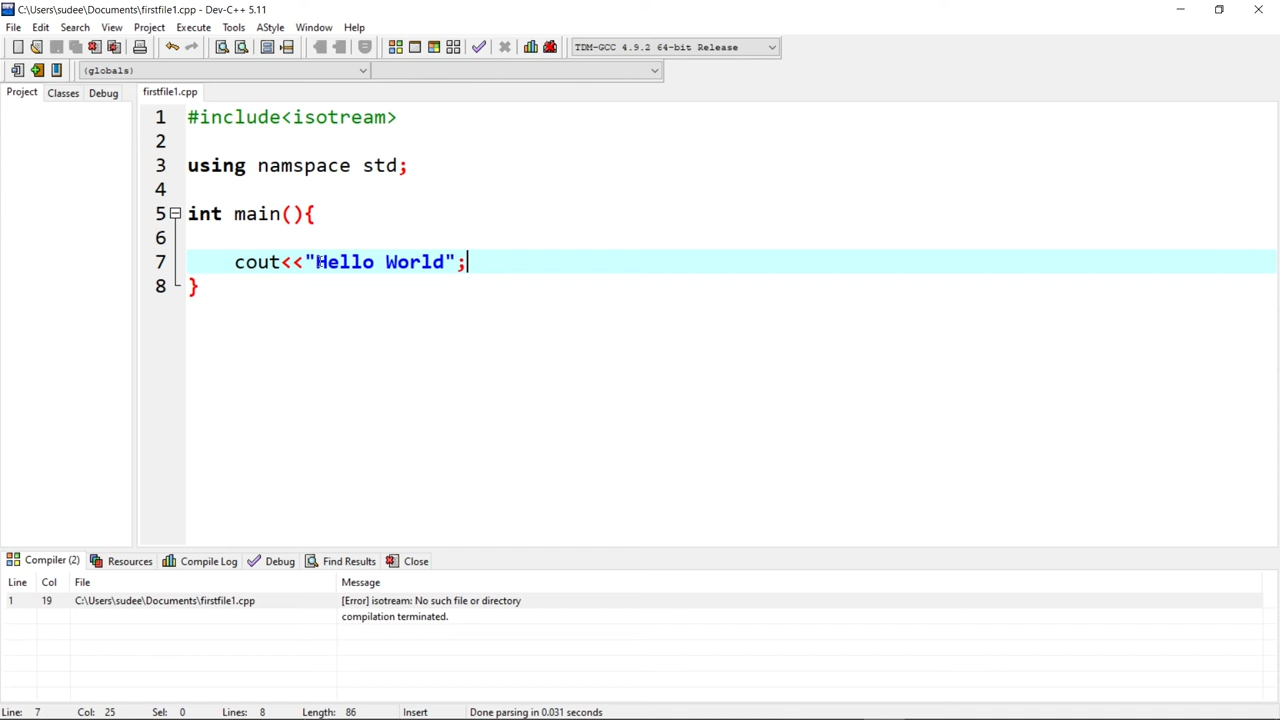 C:\Users\sudee\Documents\firstfile1.cpp - Dev-C++ 5.11
File Edit Search View Project Execute Tools AStyle Window Help
TDM-GCC 4.9.2 64-bit Release
(globals)
Project Classes Debug firstfile1.cpp
1 #include<isotream>
2
3 using namspace std;
4
5 int main(){
6
7 cout<<"Hello World";
8 }
Compiler (2) Resources Compile Log Debug Find Results Close
Line Col File Message
1 19 C:\Users\sudee\Documents\firstfile1.cpp [Error] isotream: No such file or directory
compilation terminated.
Line: 7 Col: 25 Sel: 0 Lines: 8 Length: 86 Insert Done parsing in 0.031 seconds